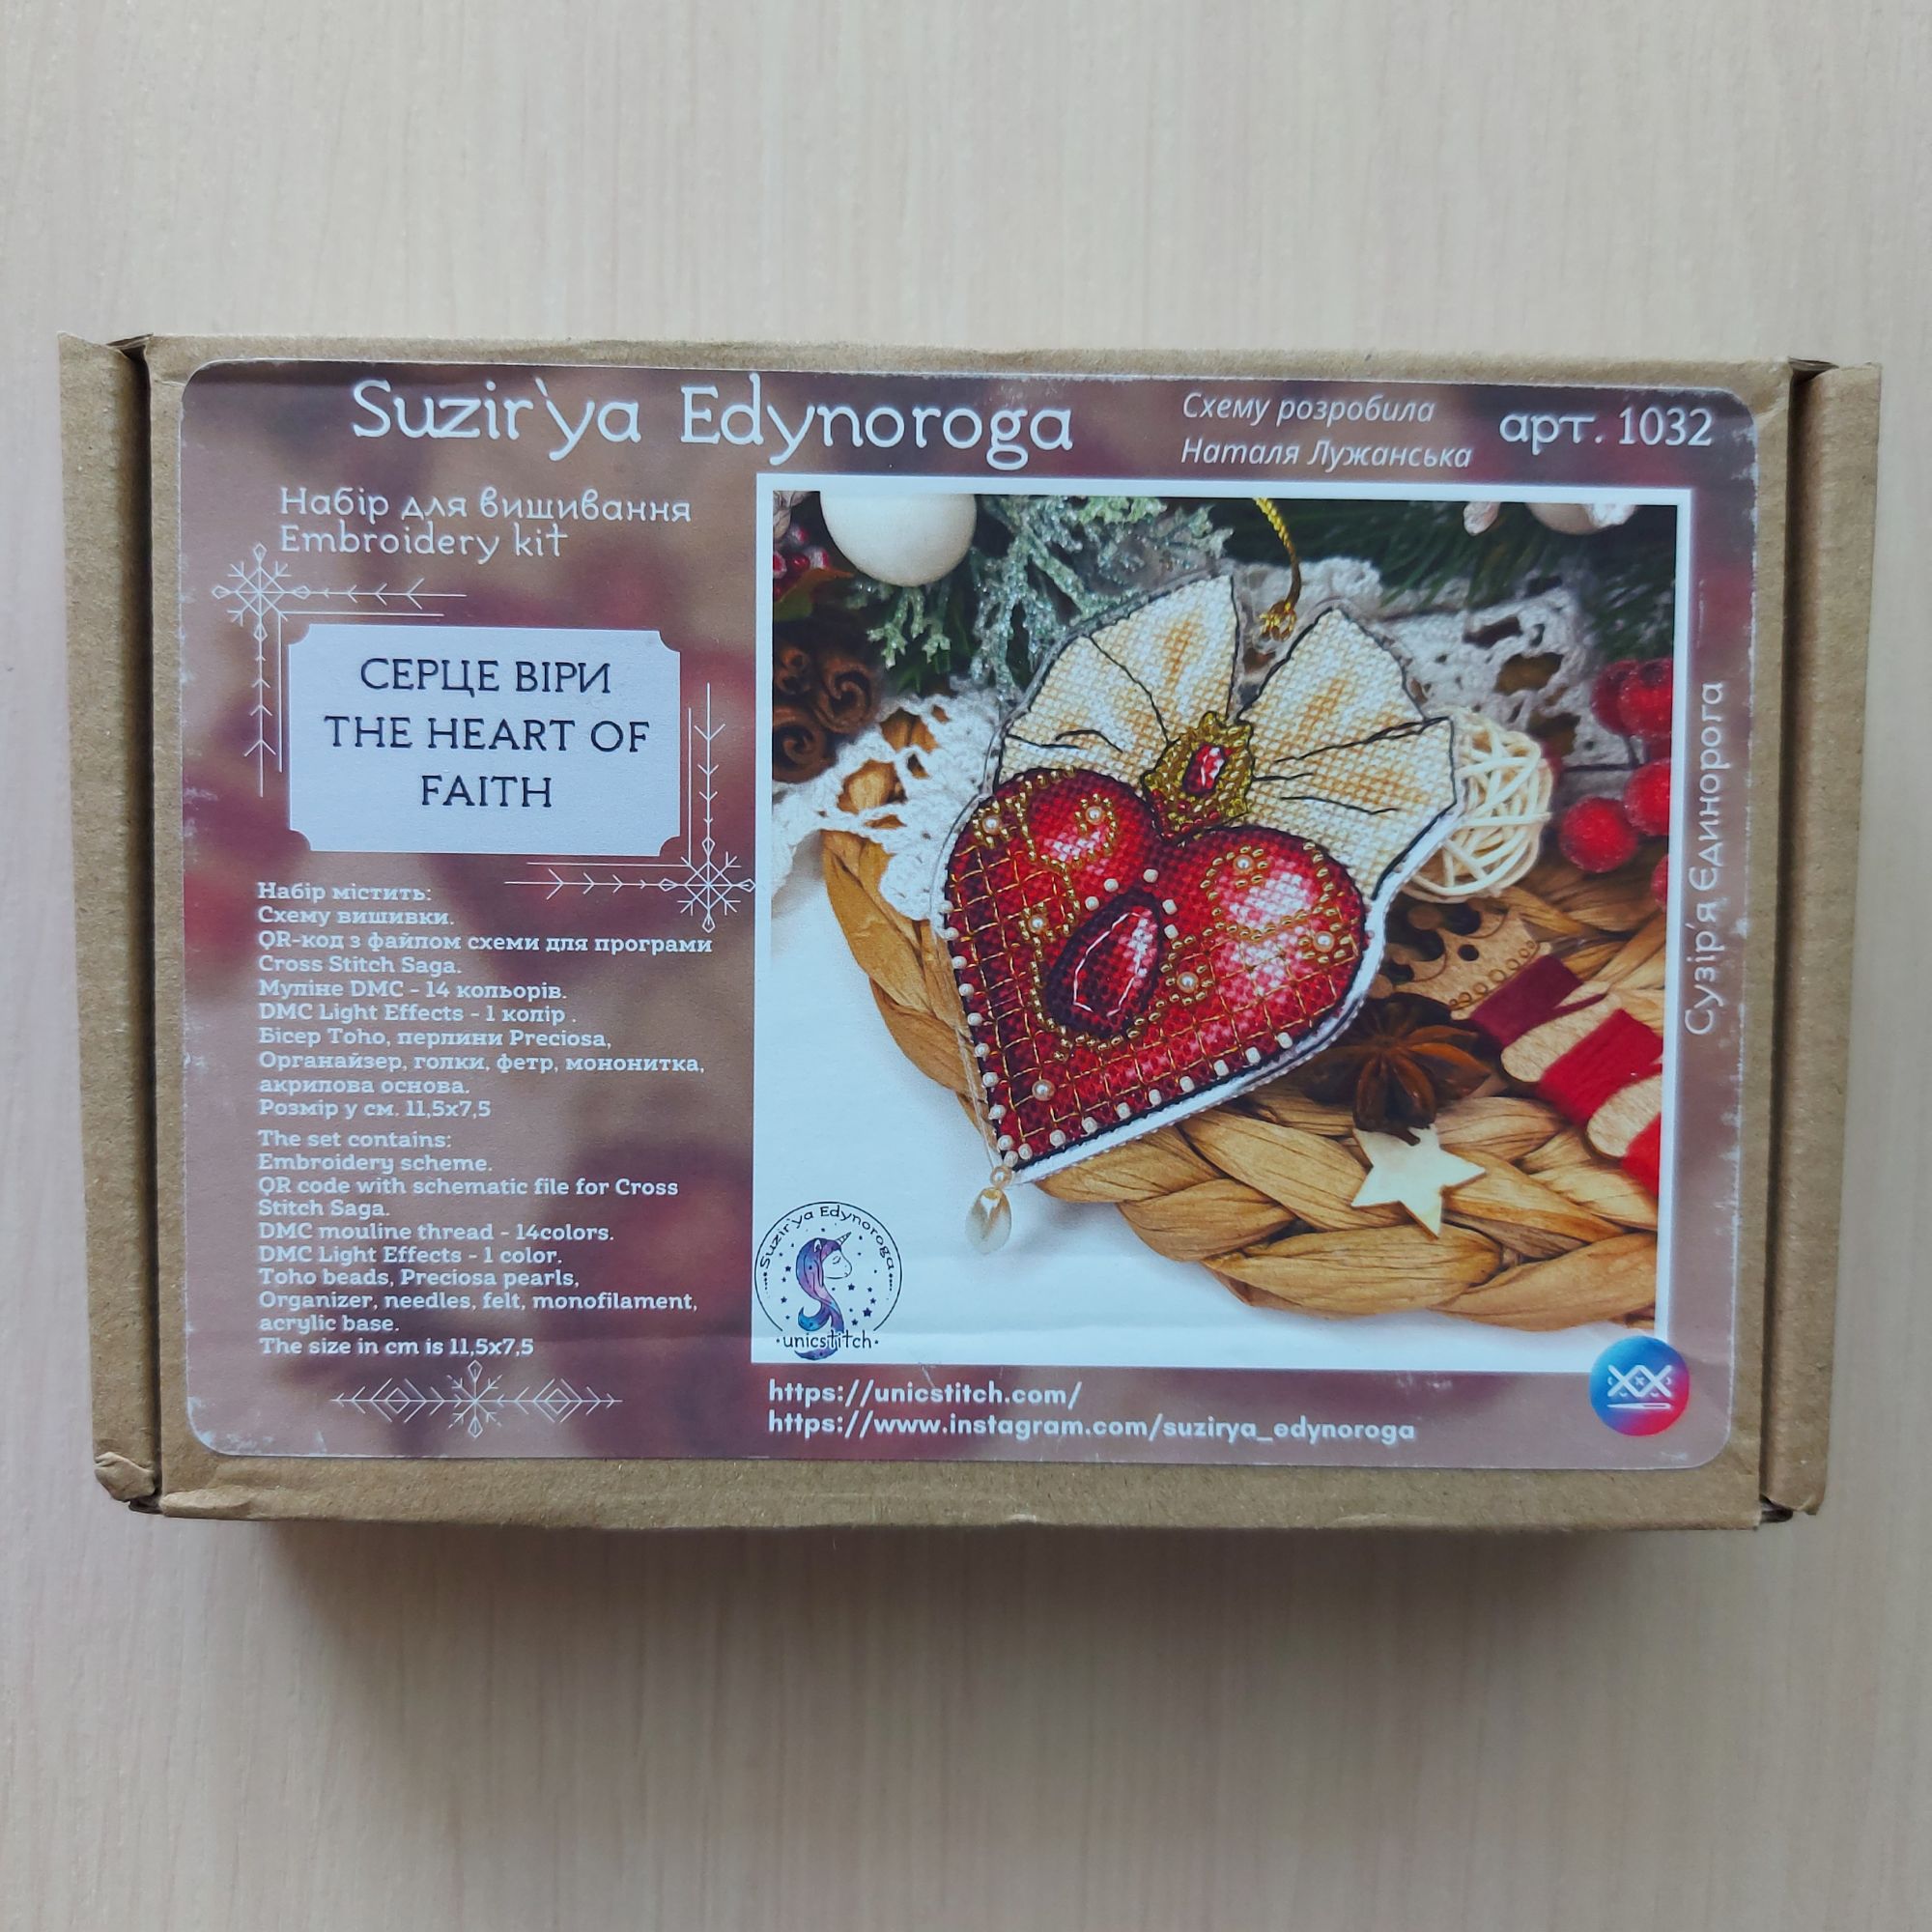 Suzir`ya Edynoroga
Схему розробила
Наталя Лужанська
арт. 1032
Набір для вишивання
Embroidery kit
СЕРЦЕ ВІРИ
THE HEART OF
FAITH
Набір містить:
Схему вишивки.
QR-код з файлом схеми для програми
Cross Stitch Saga.
Муліне DMC - 14 кольорів.
DMC Light Effects - 1 колір .
Бісер Toho, перлини Preciosa,
Органайзер, голки, фетр, мононитка,
акрилова основа.
Розмір у см. 11,5х7,5
The set contains:
Embroidery scheme.
QR code with schematic file for Cross
Stitch Saga.
DMC mouline thread - 14colors.
DMC Light Effects - 1 color.
Toho beads, Preciosa pearls,
Organizer, needles, felt, monofilament,
acrylic base.
The size in cm is 11,5x7,5
Сузір'я Єдинорога
Suzir`ya Edynoroga
·unicstitch·
https://unicstitch.com/
https://www.instagram.com/suzirya_edynoroga